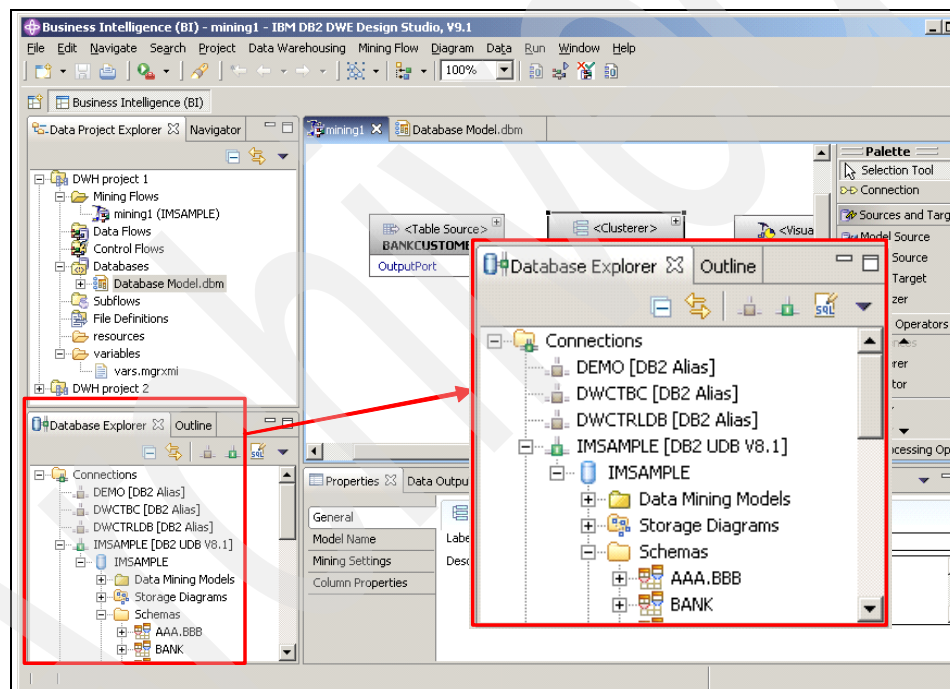 Business Intelligence (BI) - mining1 - IBM DB2 DWE Design Studio, V9.1
File Edit Navigate Search Project Data Warehousing Mining Flow Diagram Data Run Window Help
100%
Business Intelligence (BI)
Data Project Explorer Navigator
DWH project 1
Mining Flows
mining1 (IMSAMPLE)
Data Flows
Control Flows
Databases
Database Model.dbm
Subflows
File Definitions
resources
variables
vars.mgrxmi
DWH project 2
mining1 Database Model.dbm
<Table Source>
BANKCUSTOME
OutputPort
<Clusterer>
<Visua
Palette
Selection Tool
Connection
Sources and Targ
Model Source
Source
Target
zer
Operators
rer
tor
cessing Op
Database Explorer Outline
SQL
Connections
DEMO [DB2 Alias]
DWCTBC [DB2 Alias]
DWCTRLDB [DB2 Alias]
IMSAMPLE [DB2 UDB V8.1]
IMSAMPLE
Data Mining Models
Storage Diagrams
Schemas
AAA.BBB
BANK
Database Explorer Outline
SQL
Connections
DEMO [DB2 Alias]
DWCTBC [DB2 Alias]
DWCTRLDB [DB2 Alias]
IMSAMPLE [DB2 UDB V8.1]
IMSAMPLE
Data Mining Models
Storage Diagrams
Schemas
AAA.BBB
BANK
Properties Data Outpu
General
Model Name
Mining Settings
Column Properties
Labe
Desc